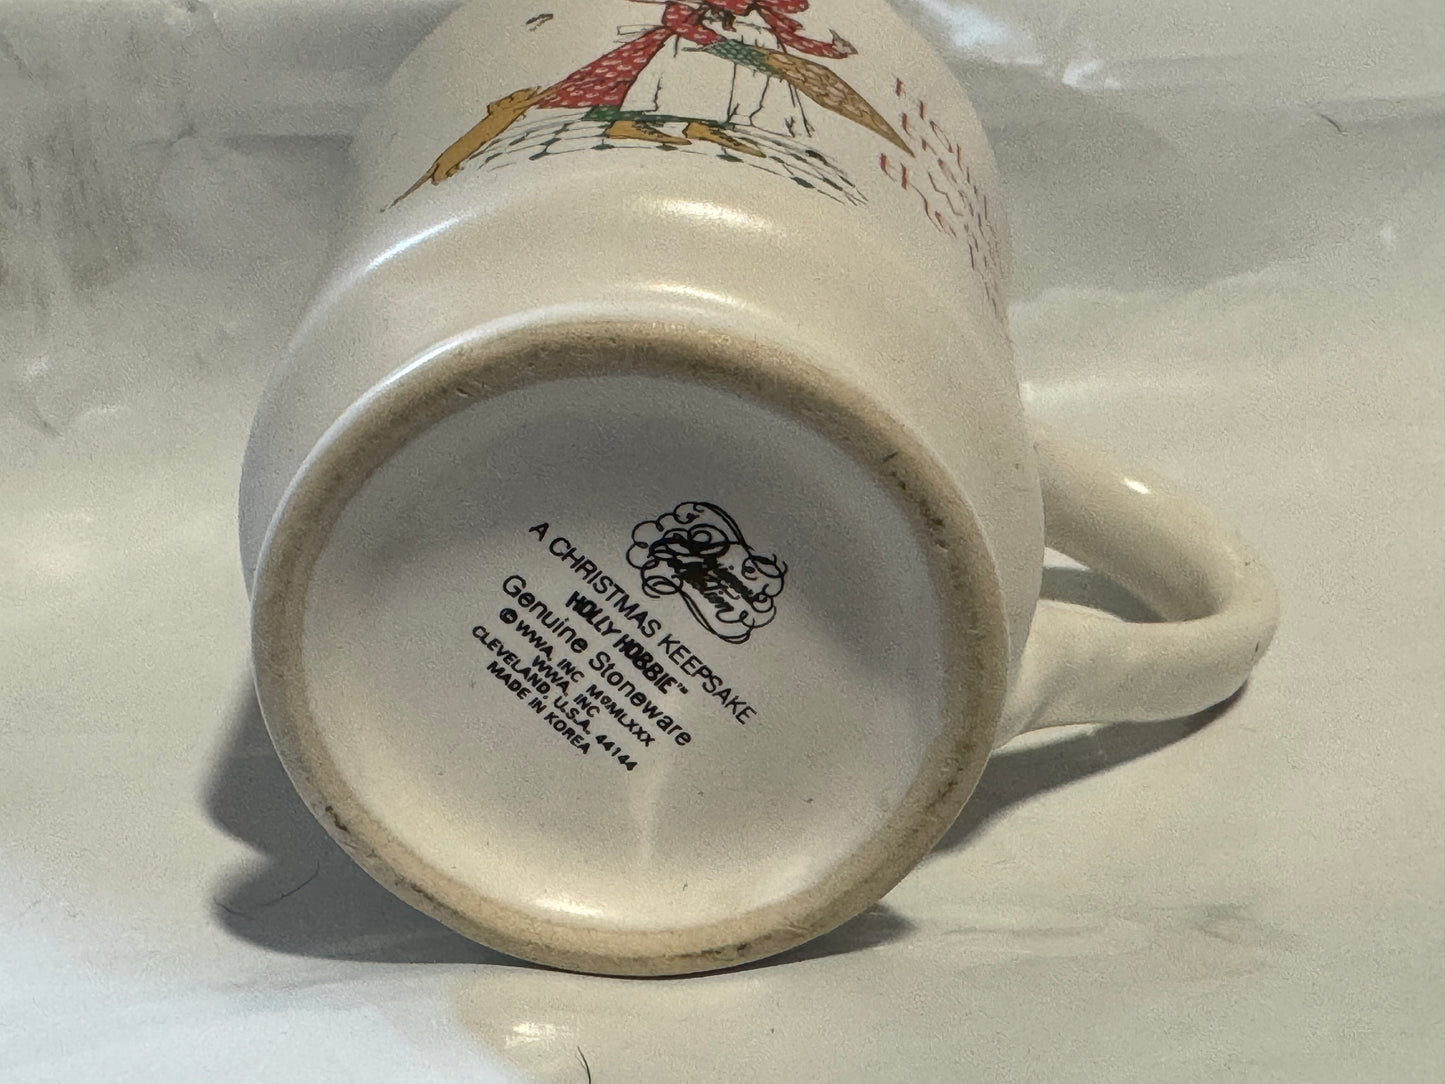 A CHRISTMAS KEEPSAKE
HOLLY HOBBIE™
Genuine Stoneware
© WWA, INC MCMLXXX
WWA, INC
CLEVELAND, U.S.A. 44144
MADE IN KOREA